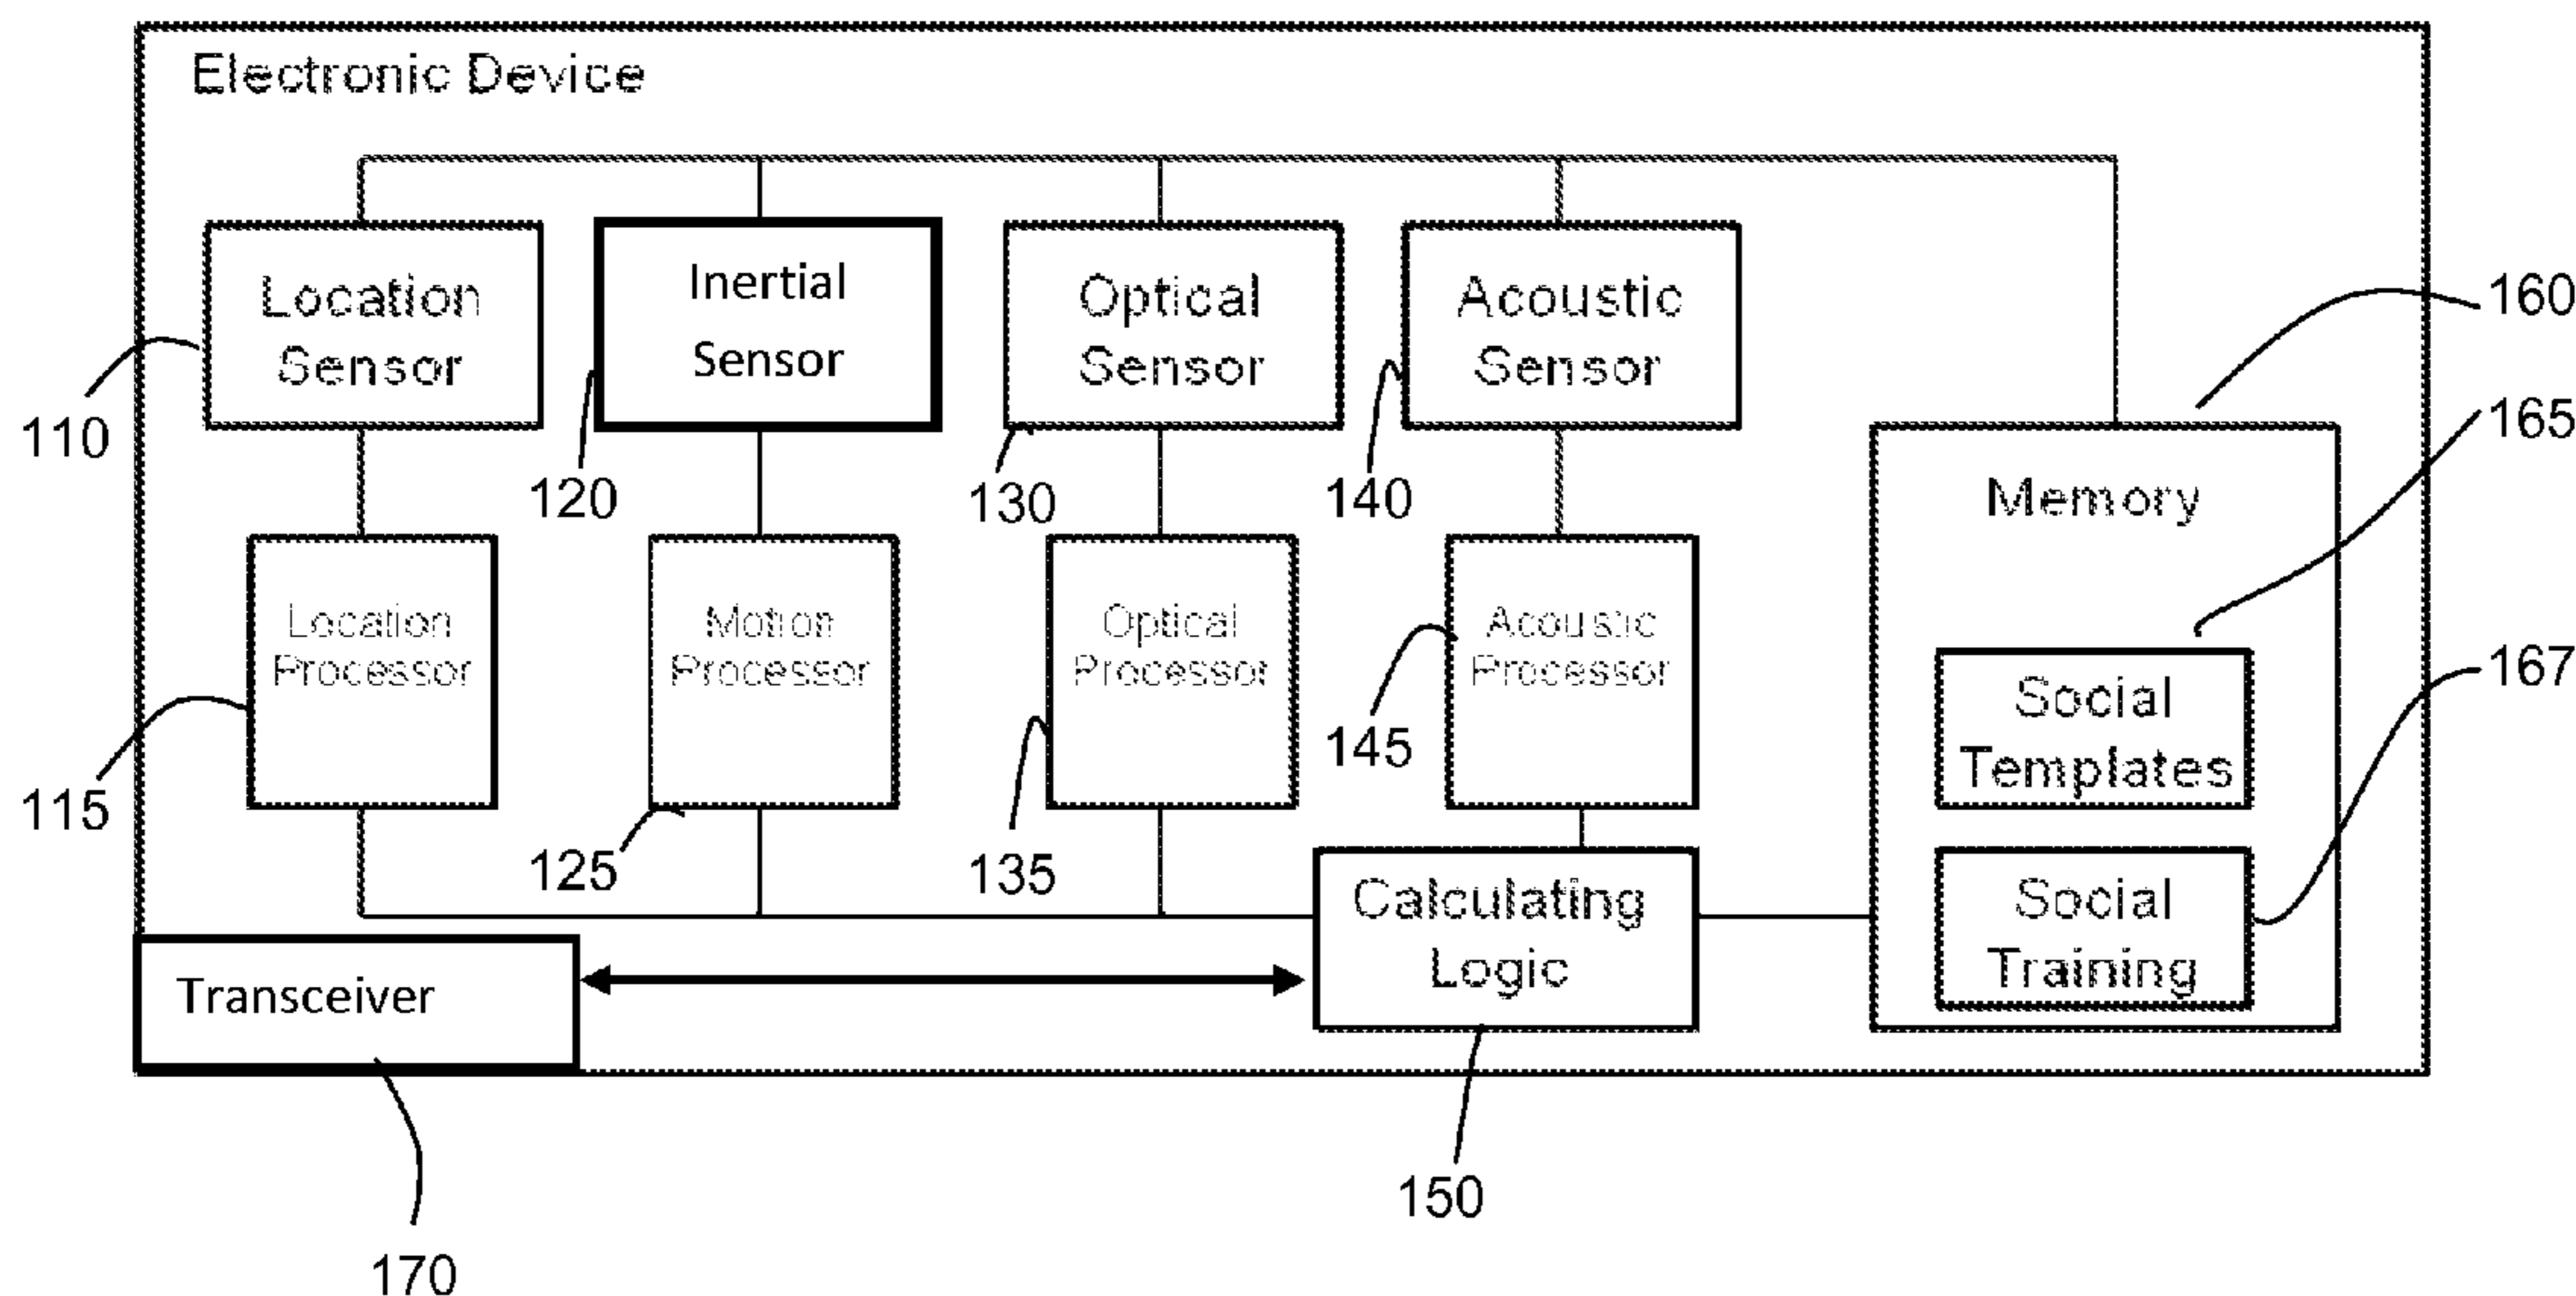 Electronic Device
Location
Sensor
Inertial
Sensor
Optical
Sensor
Acoustic
Sensor
160
165
110
120
130
140
Memory
Location
Processor
Motion
Processor
Optical
Processor
Acoustic
Processor
167
Social
Templates
115
125
135
145
Calculating
Logic
Social
Training
Transceiver
150
170